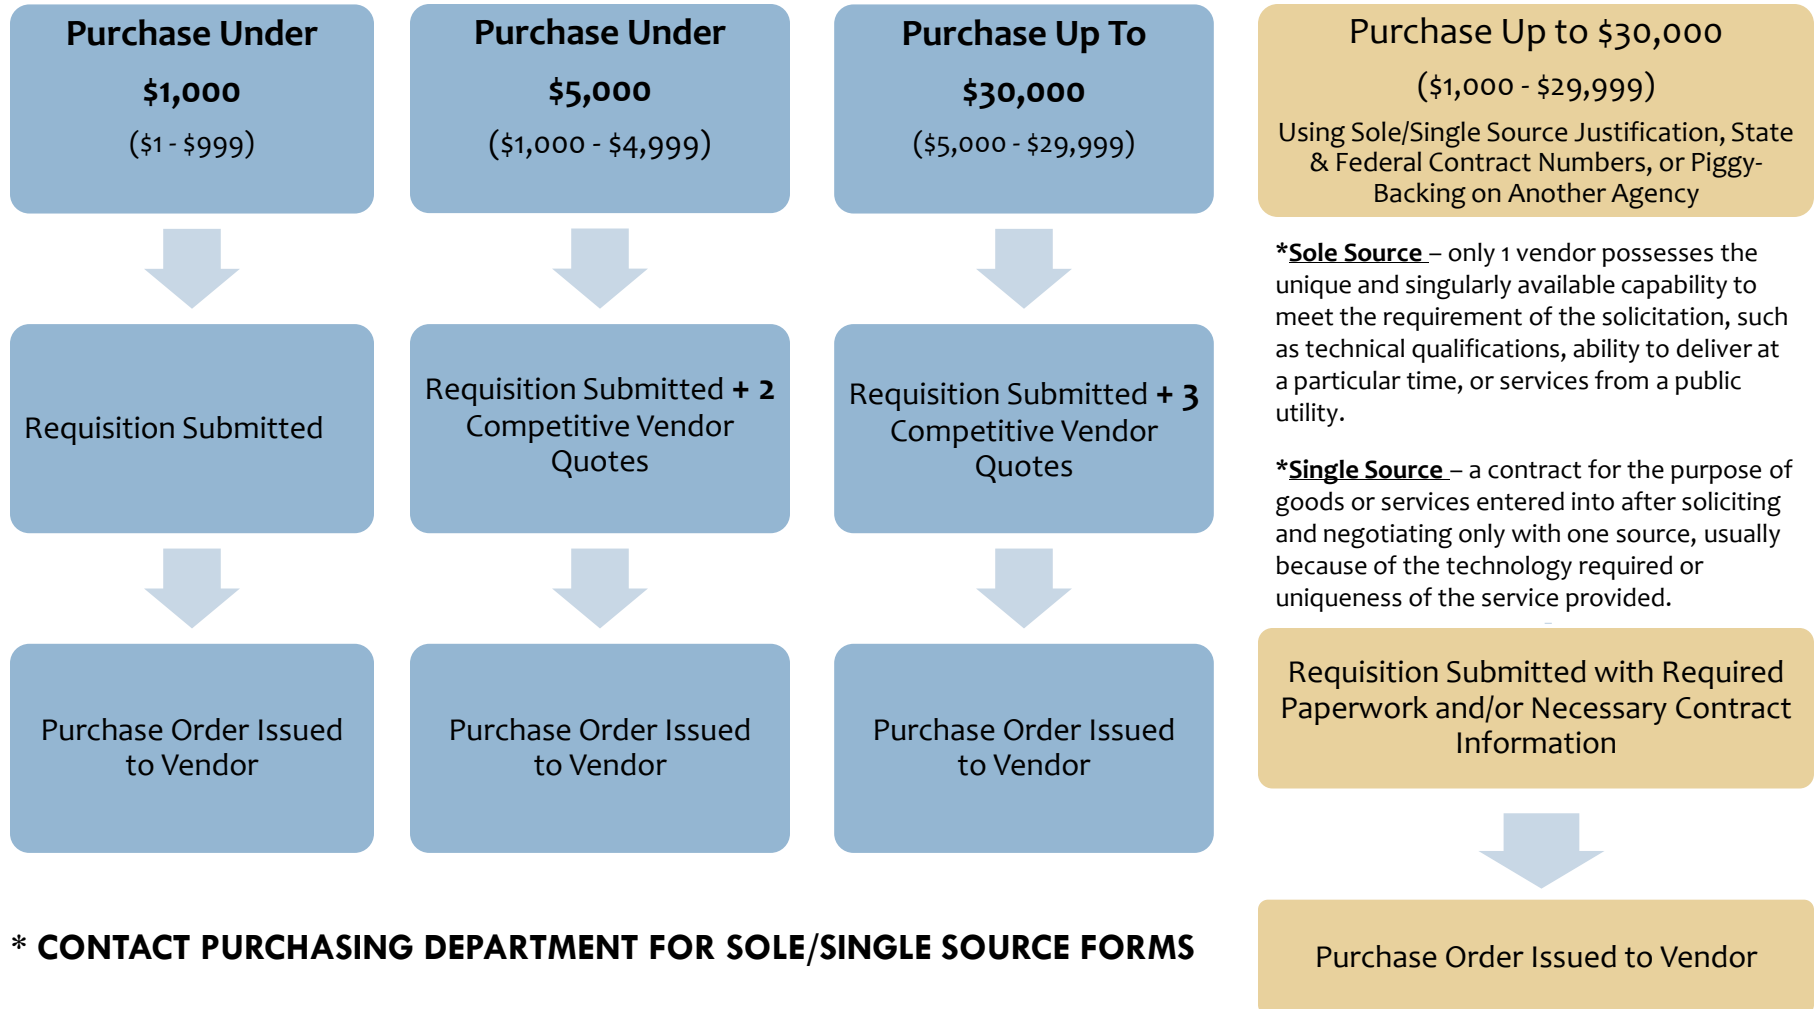 Purchase Under
$1,000
($1 - $999)
Requisition Submitted
Purchase Order Issued
to Vendor
Purchase Under
$5,000
($1,000 - $4,999)
Requisition Submitted + 2
Competitive Vendor
Quotes
Purchase Order Issued
to Vendor
Purchase Up To
$30,000
($5,000 - $29,999)
Requisition Submitted + 3
Competitive Vendor
Quotes
Purchase Order Issued
to Vendor
Purchase Up to $30,000
($1,000 - $29,999)
Using Sole/Single Source Justification, State
& Federal Contract Numbers, or Piggy-
Backing on Another Agency
*Sole Source – only 1 vendor possesses the
unique and singularly available capability to
meet the requirement of the solicitation, such
as technical qualifications, ability to deliver at
a particular time, or services from a public
utility.
*Single Source – a contract for the purpose of
goods or services entered into after soliciting
and negotiating only with one source, usually
because of the technology required or
uniqueness of the service provided.
Requisition Submitted with Required
Paperwork and/or Necessary Contract
Information
Purchase Order Issued to Vendor
* CONTACT PURCHASING DEPARTMENT FOR SOLE/SINGLE SOURCE FORMS